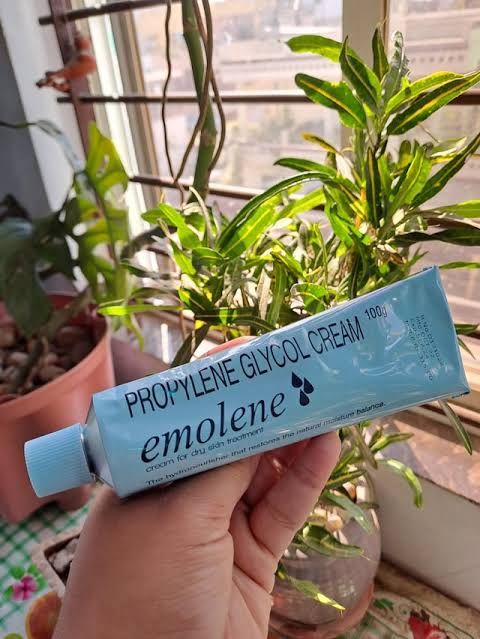 PROPYLENE GLYCOL CREAM 100g
emolene
cream for dry skin treatment
The hydronourisher that restores the natural moisture balance.